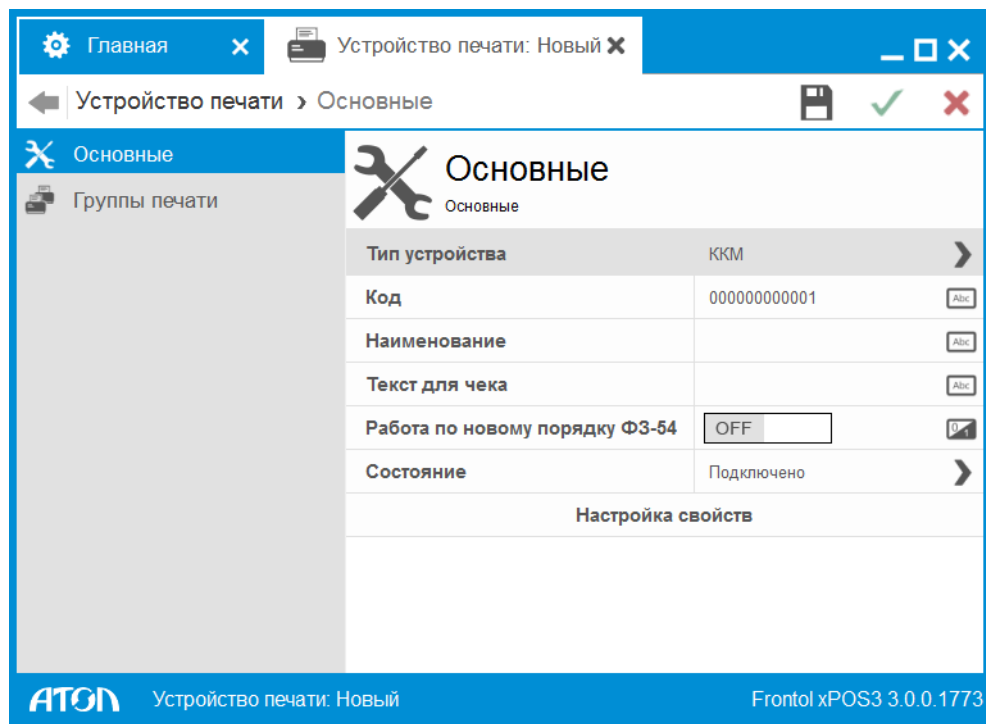 Главная
Устройство печати: Новый
Устройство печати › Основные
Основные
Группы печати
Основные
Основные
Тип устройства ККМ
Код 000000000001 Abc
Наименование Abc
Текст для чека Abc
Работа по новому порядку ФЗ-54 OFF 0 1
Состояние Подключено
Настройка свойств
АТОЛ Устройство печати: Новый Frontol xPOS3 3.0.0.1773